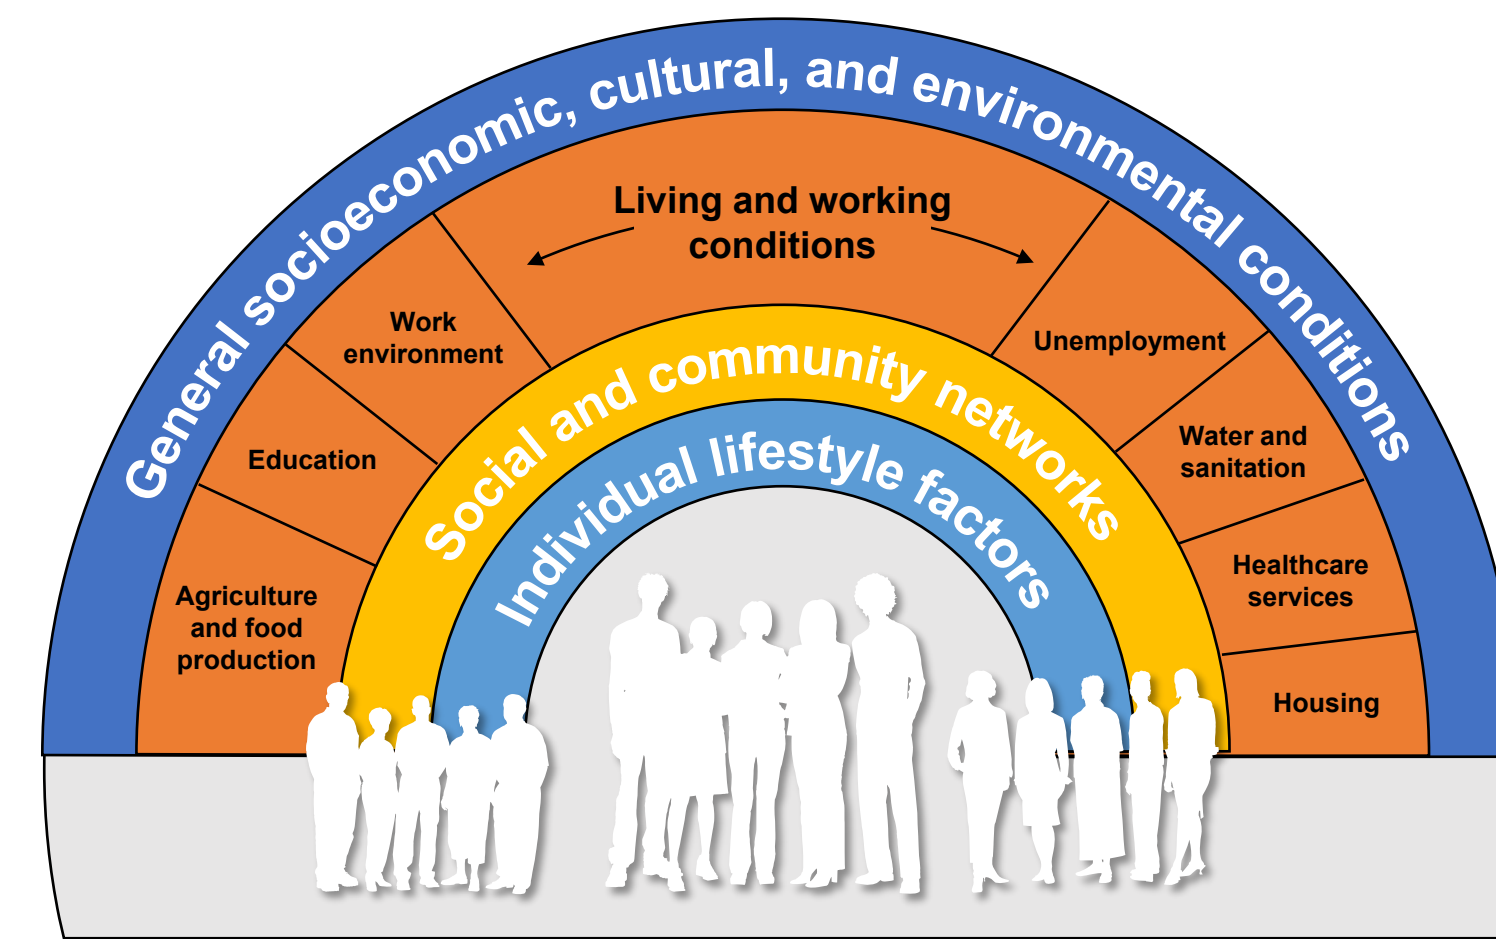 General socioeconomic, cultural, and environmental conditions
Living and working
conditions
Work
environment
Unemployment
Education
Water and
sanitation
Agriculture
and food
production
Healthcare
services
Housing
Social and community networks
Individual lifestyle factors